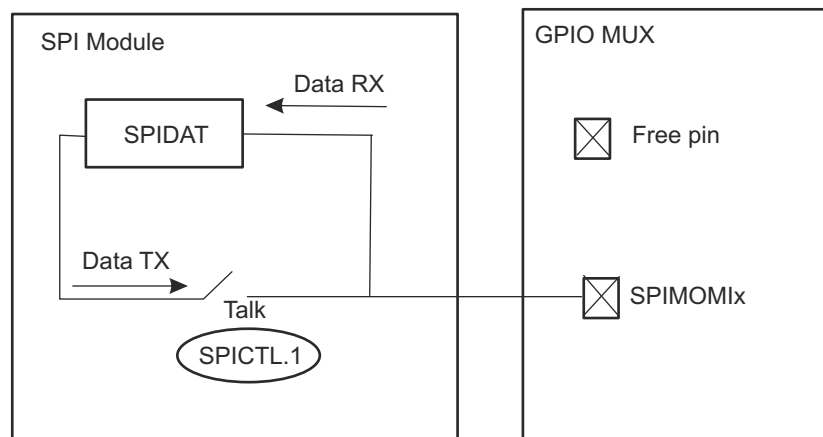 SPI Module
GPIO MUX
Data RX
SPIDAT
Free pin
Data TX
SPIMOMIx
Talk
SPICTL.1